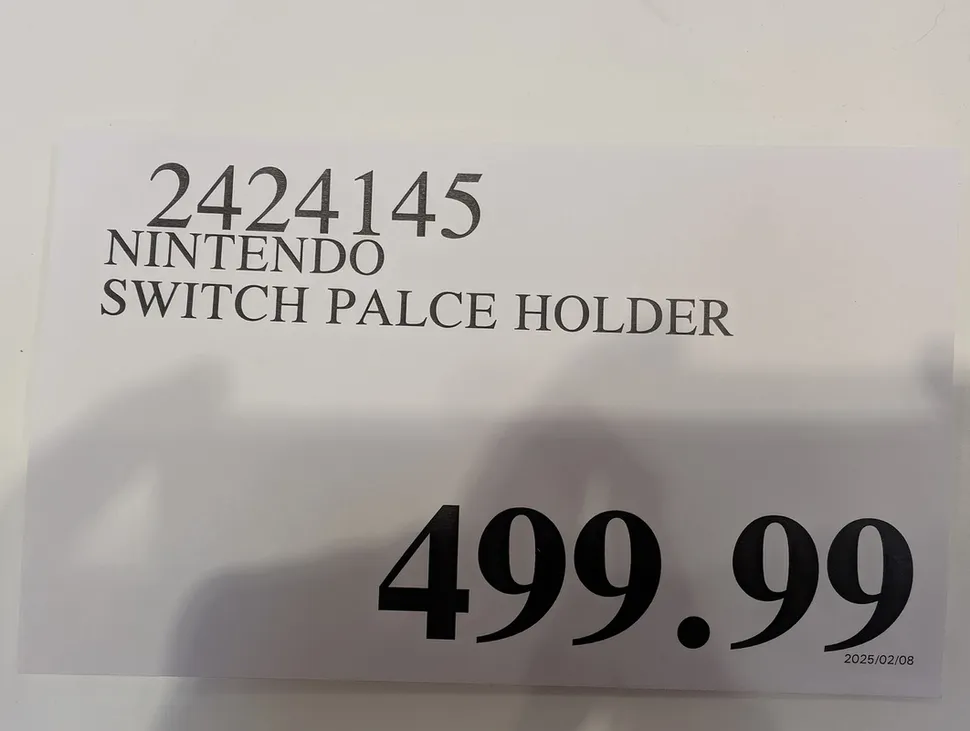 2424145
NINTENDO
SWITCH PALCE HOLDER
499.99
2025/02/08